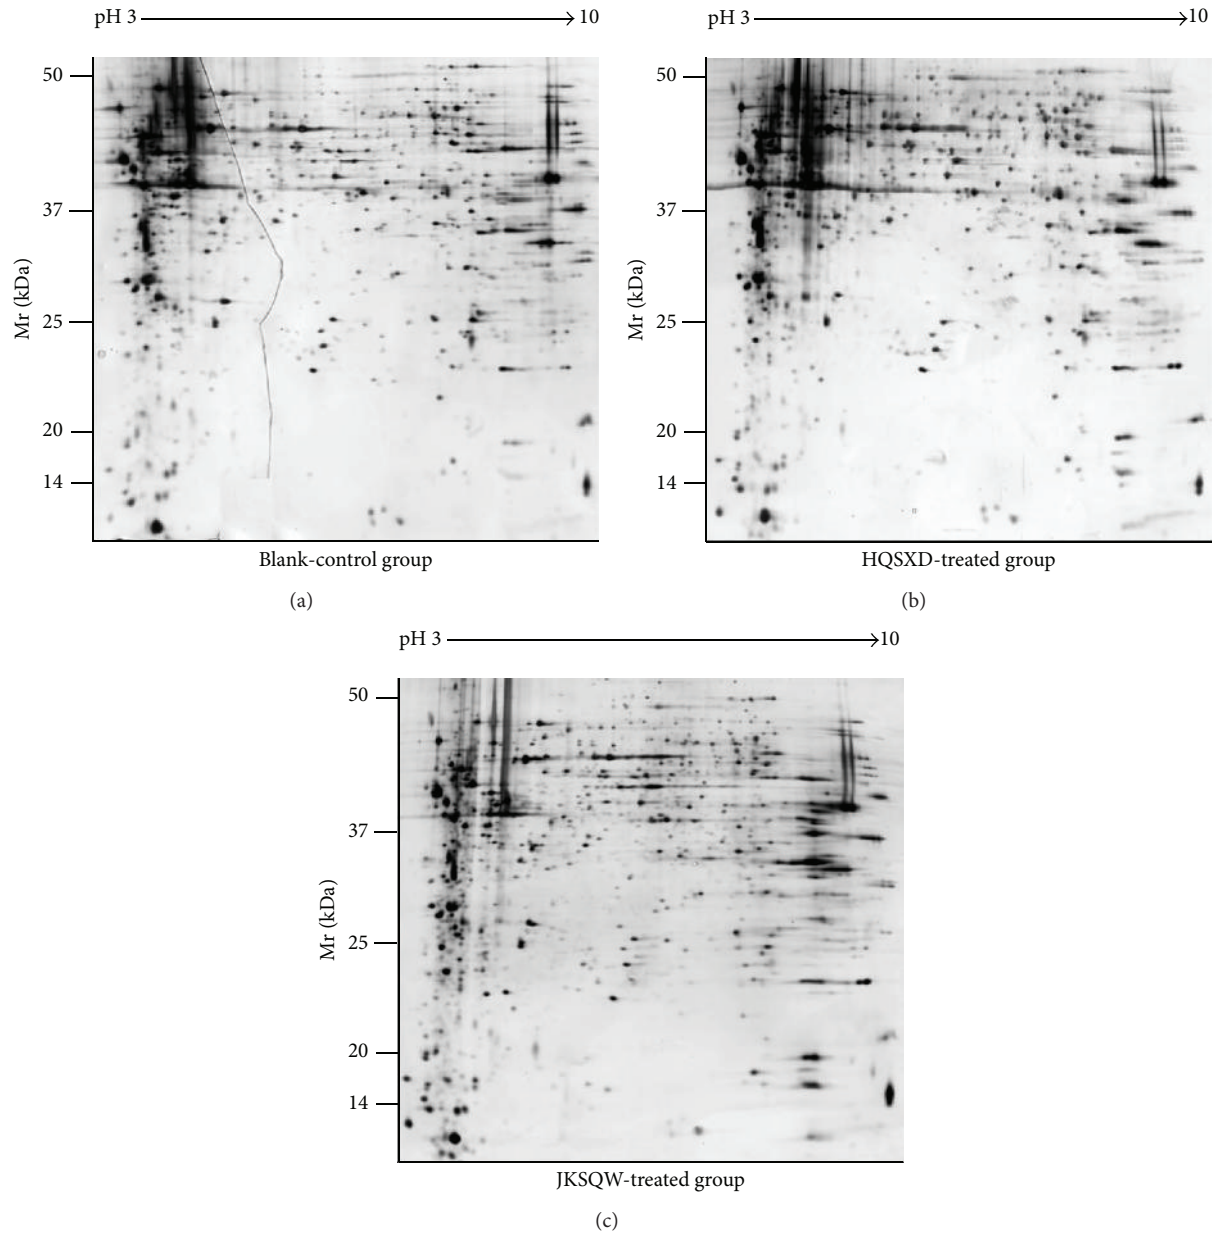 pH 3 10
50
37
25
20
14
Mr (kDa)
Blank-control group
(a)
pH 3 10
50
37
25
20
14
Mr (kDa)
HQSXD-treated group
(b)
pH 3 10
50
37
25
20
14
Mr (kDa)
JKSQW-treated group
(c)